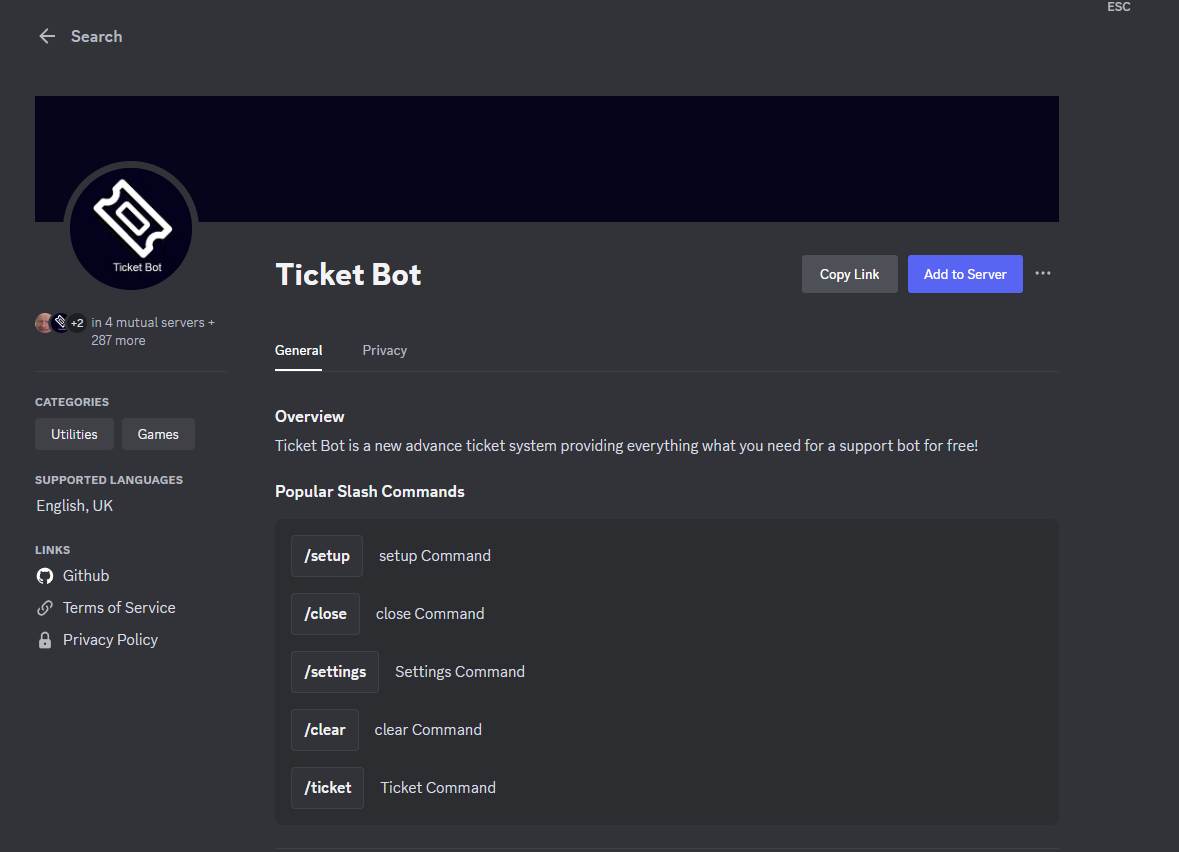 ESC
Search
Ticket Bot
Ticket Bot
Copy Link
Add to Server
+2 in 4 mutual servers +
287 more
General
Privacy
CATEGORIES
Utilities
Games
SUPPORTED LANGUAGES
English, UK
LINKS
Github
Terms of Service
Privacy Policy
Overview
Ticket Bot is a new advance ticket system providing everything what you need for a support bot for free!
Popular Slash Commands
/setup setup Command
/close close Command
/settings Settings Command
/clear clear Command
/ticket Ticket Command